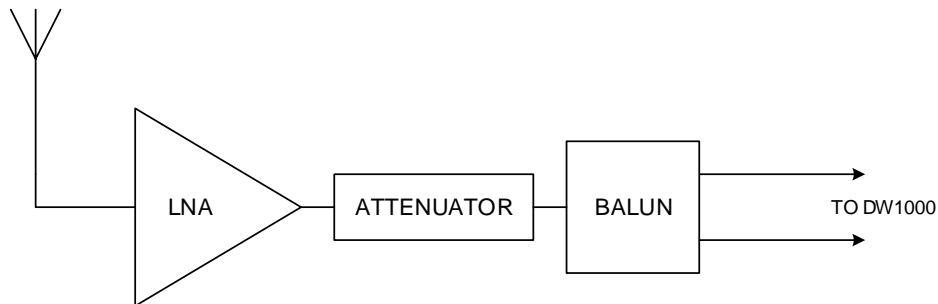 LNA
ATTENUATOR
BALUN
TO DW1000